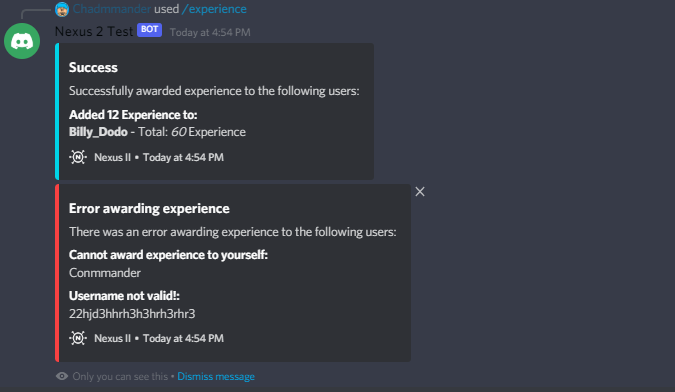 Chadmmander used /experience
Nexus 2 Test BOT Today at 4:54 PM
Success
Successfully awarded experience to the following users:
Added 12 Experience to:
Billy_Dodo - Total: 60 Experience
N Nexus II • Today at 4:54 PM
Error awarding experience
There was an error awarding experience to the following users:
Cannot award experience to yourself:
Conmmander
Username not valid!:
22hjd3hhrh3h3hrh3rhr3
N Nexus II • Today at 4:54 PM
Only you can see this • Dismiss message